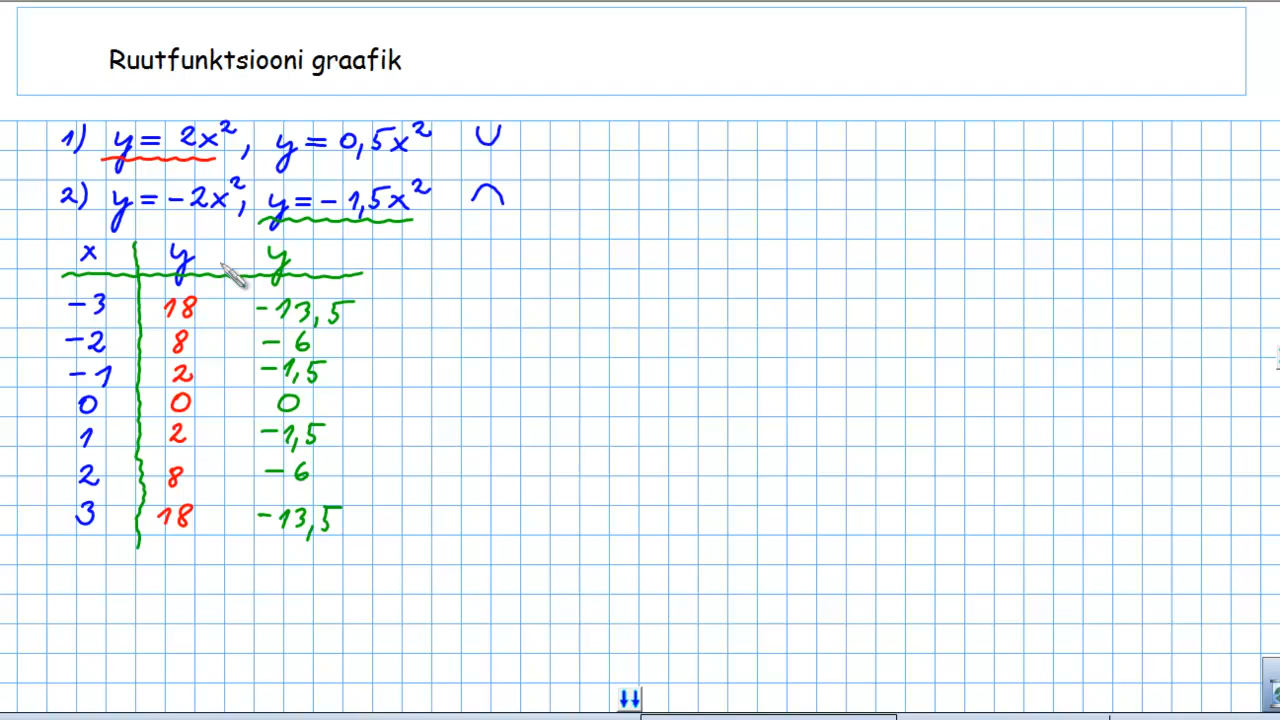 Ruutfunktsiooni graafik
1) y = 2x², y = 0,5x² ∪
2) y = -2x², y = -1,5x² ∩
x y y
-3 18 -13,5
-2 8 -6
-1 2 -1,5
0 0 0
1 2 -1,5
2 8 -6
3 18 -13,5